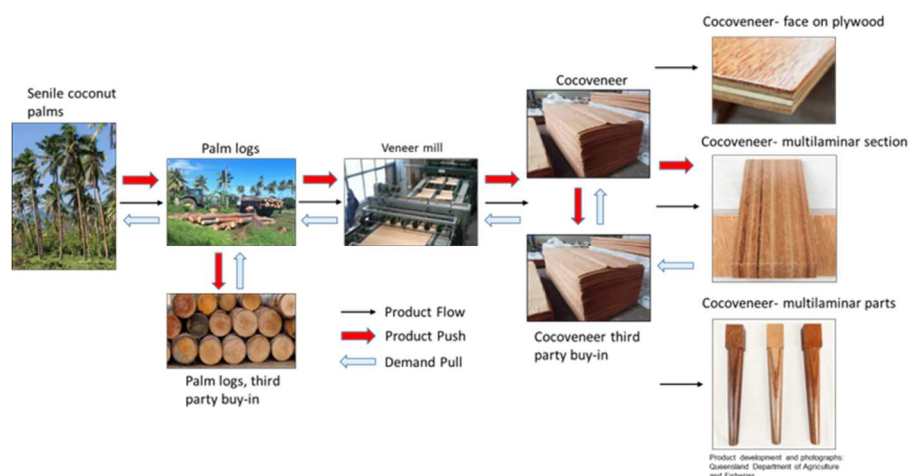 Cocoveneer- face on plywood
Senile coconut
palms
Palm logs
Veneer mill
Cocoveneer
Cocoveneer- multilaminar section
Product Flow
Product Push
Demand Pull
Palm logs, third
party buy-in
Cocoveneer third
party buy-in
Cocoveneer- multilaminar parts
Product development and photographs:
Queensland Department of Agriculture
and Fisheries